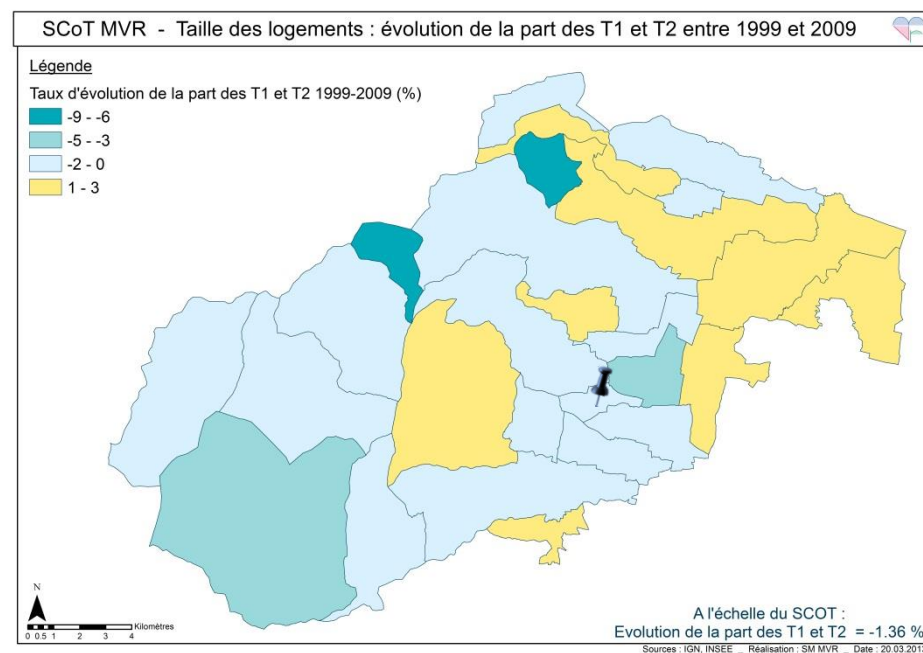 SCoT MVR - Taille des logements : évolution de la part des T1 et T2 entre 1999 et 2009
Légende
Taux d'évolution de la part des T1 et T2 1999-2009 (%)
-9 - -6
-5 - -3
-2 - 0
1 - 3
N
Kilomètres
0 0.5 1 2 3 4
A l'échelle du SCOT :
Evolution de la part des T1 et T2 = -1.36 %
Sources : IGN, INSEE _ Réalisation : SM MVR _ Date : 20.03.201